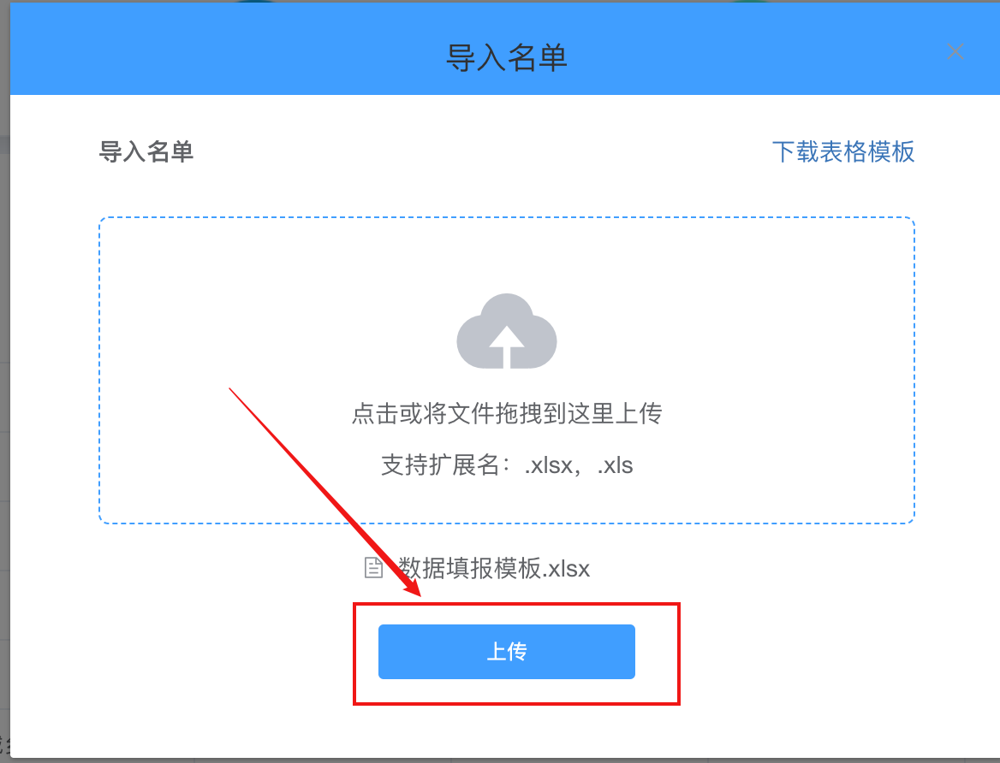 导入名单
导入名单
下载表格模板
点击或将文件拖拽到这里上传
支持扩展名：.xlsx，.xls
数据填报模板.xlsx
上传